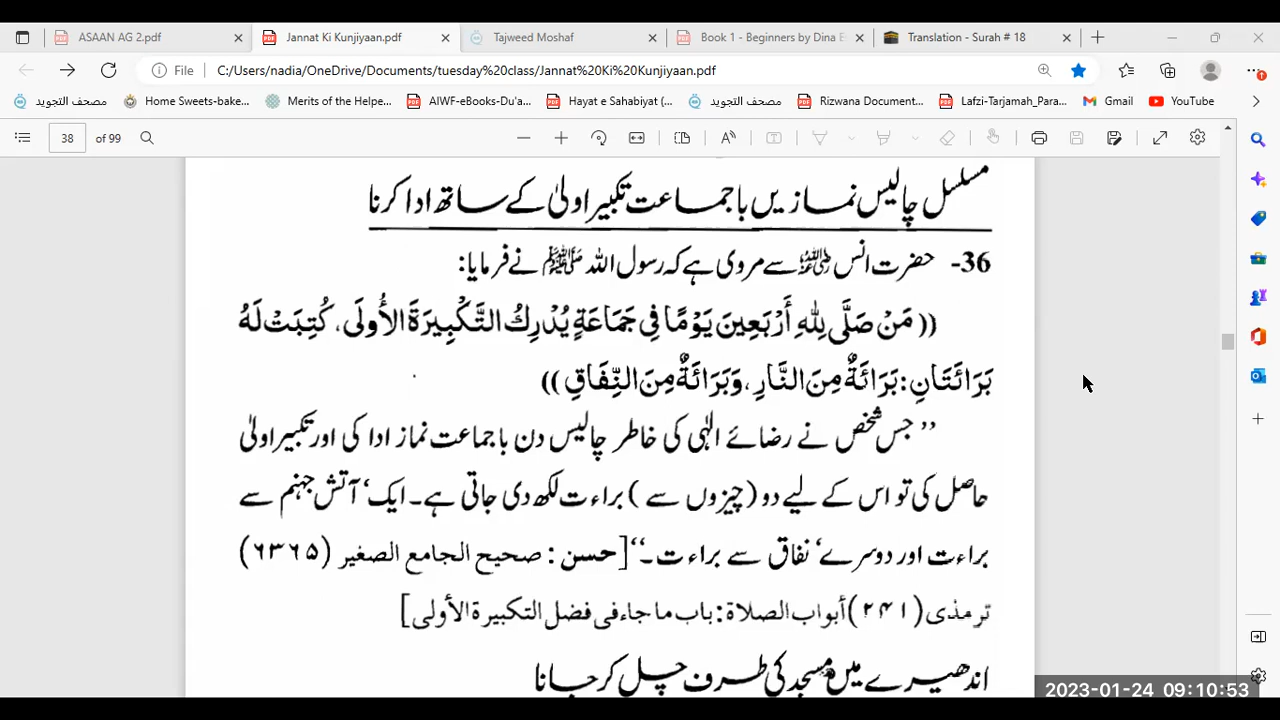 ASAAN AG 2.pdf
Jannat Ki Kunjiyaan.pdf
Tajweed Moshaf
Book 1 - Beginners by Dina E
Translation - Surah # 18
File C:/Users/nadia/OneDrive/Documents/tuesday%20class/Jannat%20Ki%20Kunjiyaan.pdf
مصحف التجويد
Home Sweets-bake...
Merits of the Helpe...
AIWF-eBooks-Du'a...
Hayat e Sahabiyat (...
مصحف التجويد
Rizwana Document...
Lafzi-Tarjamah_Para...
Gmail
YouTube
38 of 99
مسلسل چالیس نمازیں باجماعت تکبیر اولیٰ کے ساتھ ادا کرنا
36- حضرت انس رضی اللہ عنہ سے مروی ہے کہ رسول اللہ ﷺ نے فرمایا:
(( مَنْ صَلَّى لِلّٰهِ أَرْبَعِينَ يَوْمًا فِي جَمَاعَةٍ يُدْرِكُ التَّكْبِيرَةَ الأُولَى، كُتِبَتْ لَهُ
بَرَائَتَانِ: بَرَائَةٌ مِنَ النَّارِ، وَبَرَائَةٌ مِنَ النِّفَاقِ ))
’’ جس شخص نے رضائے الٰہی کی خاطر چالیس دن باجماعت نماز ادا کی اور تکبیر اولیٰ
حاصل کی تو اس کے لیے دو (چیزوں سے) براءت لکھ دی جاتی ہے۔ ایک‘ آتش جہنم سے
براءت اور دوسرے‘ نفاق سے براءت۔‘‘ [حسن: صحيح الجامع الصغير (٦٣٦٥)
ترمذی (۲۴۱) أبواب الصلاة: باب ما جاء في فضل التكبيرة الأولى]
اندھیرے میں مسجد کی طرف چل کر جانا
2023-01-24 09:10:53